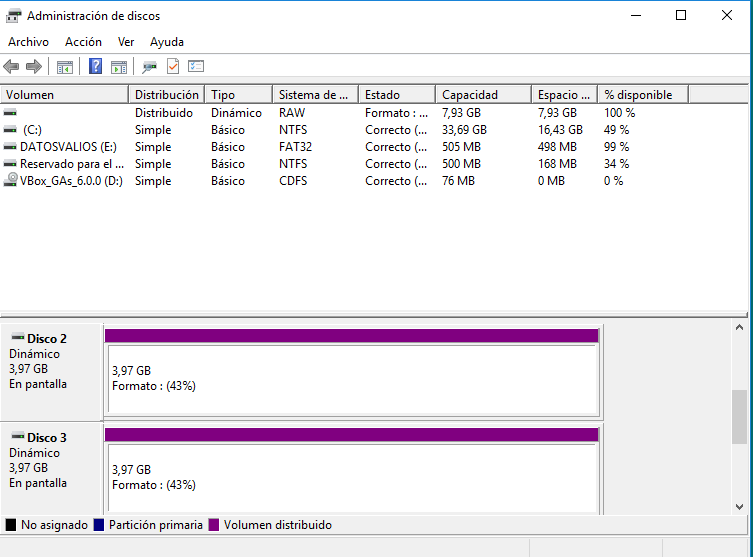 Administración de discos
Archivo Acción Ver Ayuda
Volumen Distribución Tipo Sistema de ... Estado Capacidad Espacio ... % disponible
Distribuido Dinámico RAW Formato : ... 7,93 GB 7,93 GB 100 %
(C:) Simple Básico NTFS Correcto (... 33,69 GB 16,43 GB 49 %
DATOSVALIOS (E:) Simple Básico FAT32 Correcto (... 505 MB 498 MB 99 %
Reservado para el ... Simple Básico NTFS Correcto (... 500 MB 168 MB 34 %
VBox_GAs_6.0.0 (D:) Simple Básico CDFS Correcto (... 76 MB 0 MB 0 %
Disco 2
Dinámico
3,97 GB
En pantalla
3,97 GB
Formato : (43%)
Disco 3
Dinámico
3,97 GB
En pantalla
3,97 GB
Formato : (43%)
No asignado Partición primaria Volumen distribuido